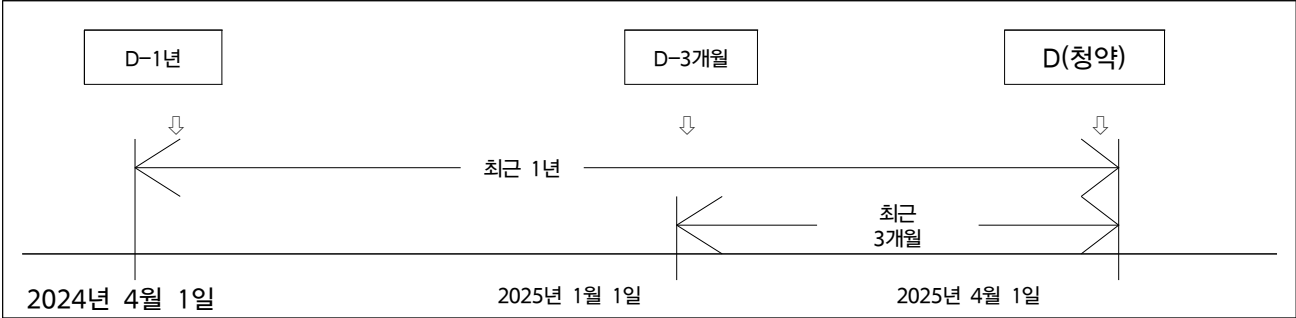 D-1년
D-3개월
D(청약)
최근 1년
최근
3개월
2024년 4월 1일
2025년 1월 1일
2025년 4월 1일